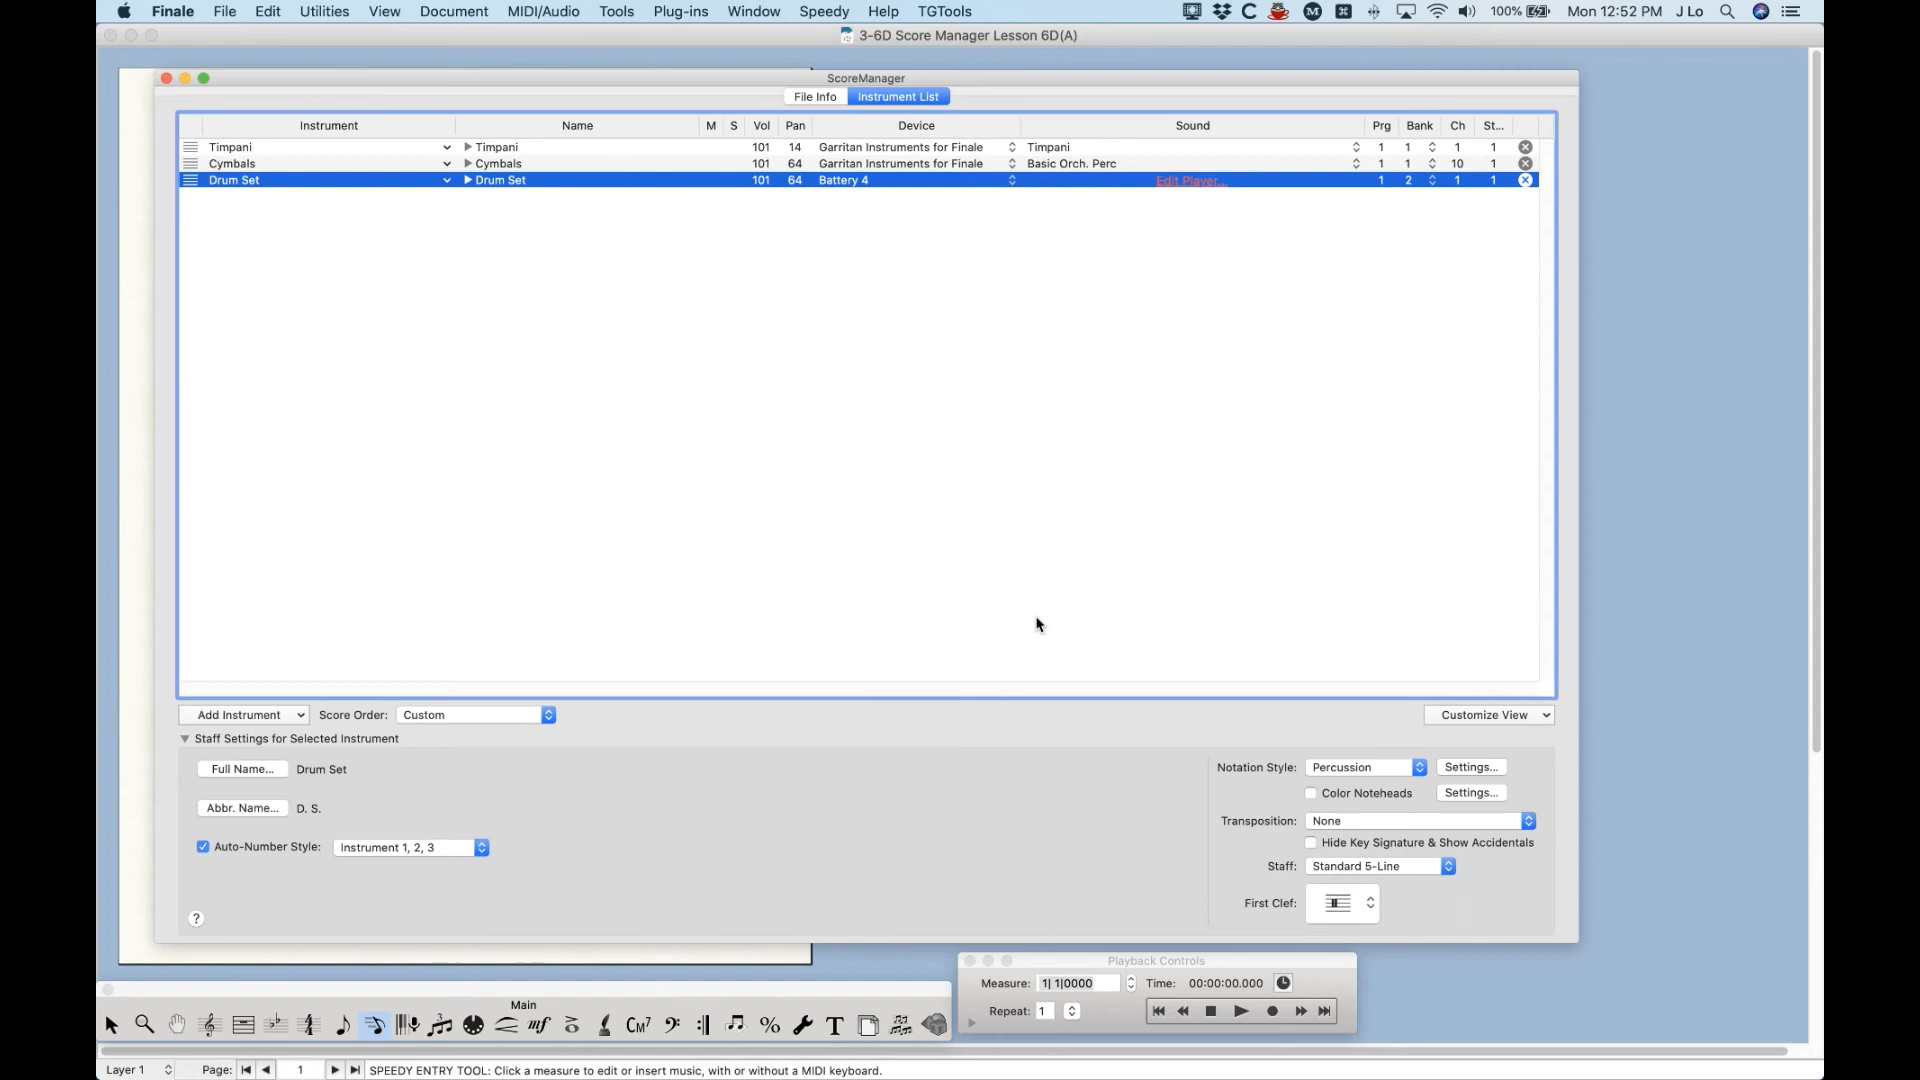 Finale File Edit Utilities View Document MIDI/Audio Tools Plug-ins Window Speedy Help TGTools 100% Mon 12:52 PM J Lo
3-6D Score Manager Lesson 6D(A)
ScoreManager
File Info Instrument List
Instrument Name M S Vol Pan Device Sound Prg Bank Ch St...
Timpani Timpani 101 14 Garritan Instruments for Finale Timpani 1 1 1 1
Cymbals Cymbals 101 64 Garritan Instruments for Finale Basic Orch. Perc 1 1 10 1
Drum Set Drum Set 101 64 Battery 4 Edit Player... 1 2 1 1
Add Instrument Score Order: Custom Customize View
Staff Settings for Selected Instrument
Full Name... Drum Set Notation Style: Percussion Settings...
Color Noteheads Settings...
Abbr. Name... D. S. Transposition: None
Hide Key Signature & Show Accidentals
Auto-Number Style: Instrument 1, 2, 3
Staff: Standard 5-Line
First Clef:
?
Playback Controls
Measure: 1| 1|0000 Time: 00:00:00.000
Main
Repeat: 1
mf CM7 % T
Layer 1 Page: 1 SPEEDY ENTRY TOOL: Click a measure to edit or insert music, with or without a MIDI keyboard.